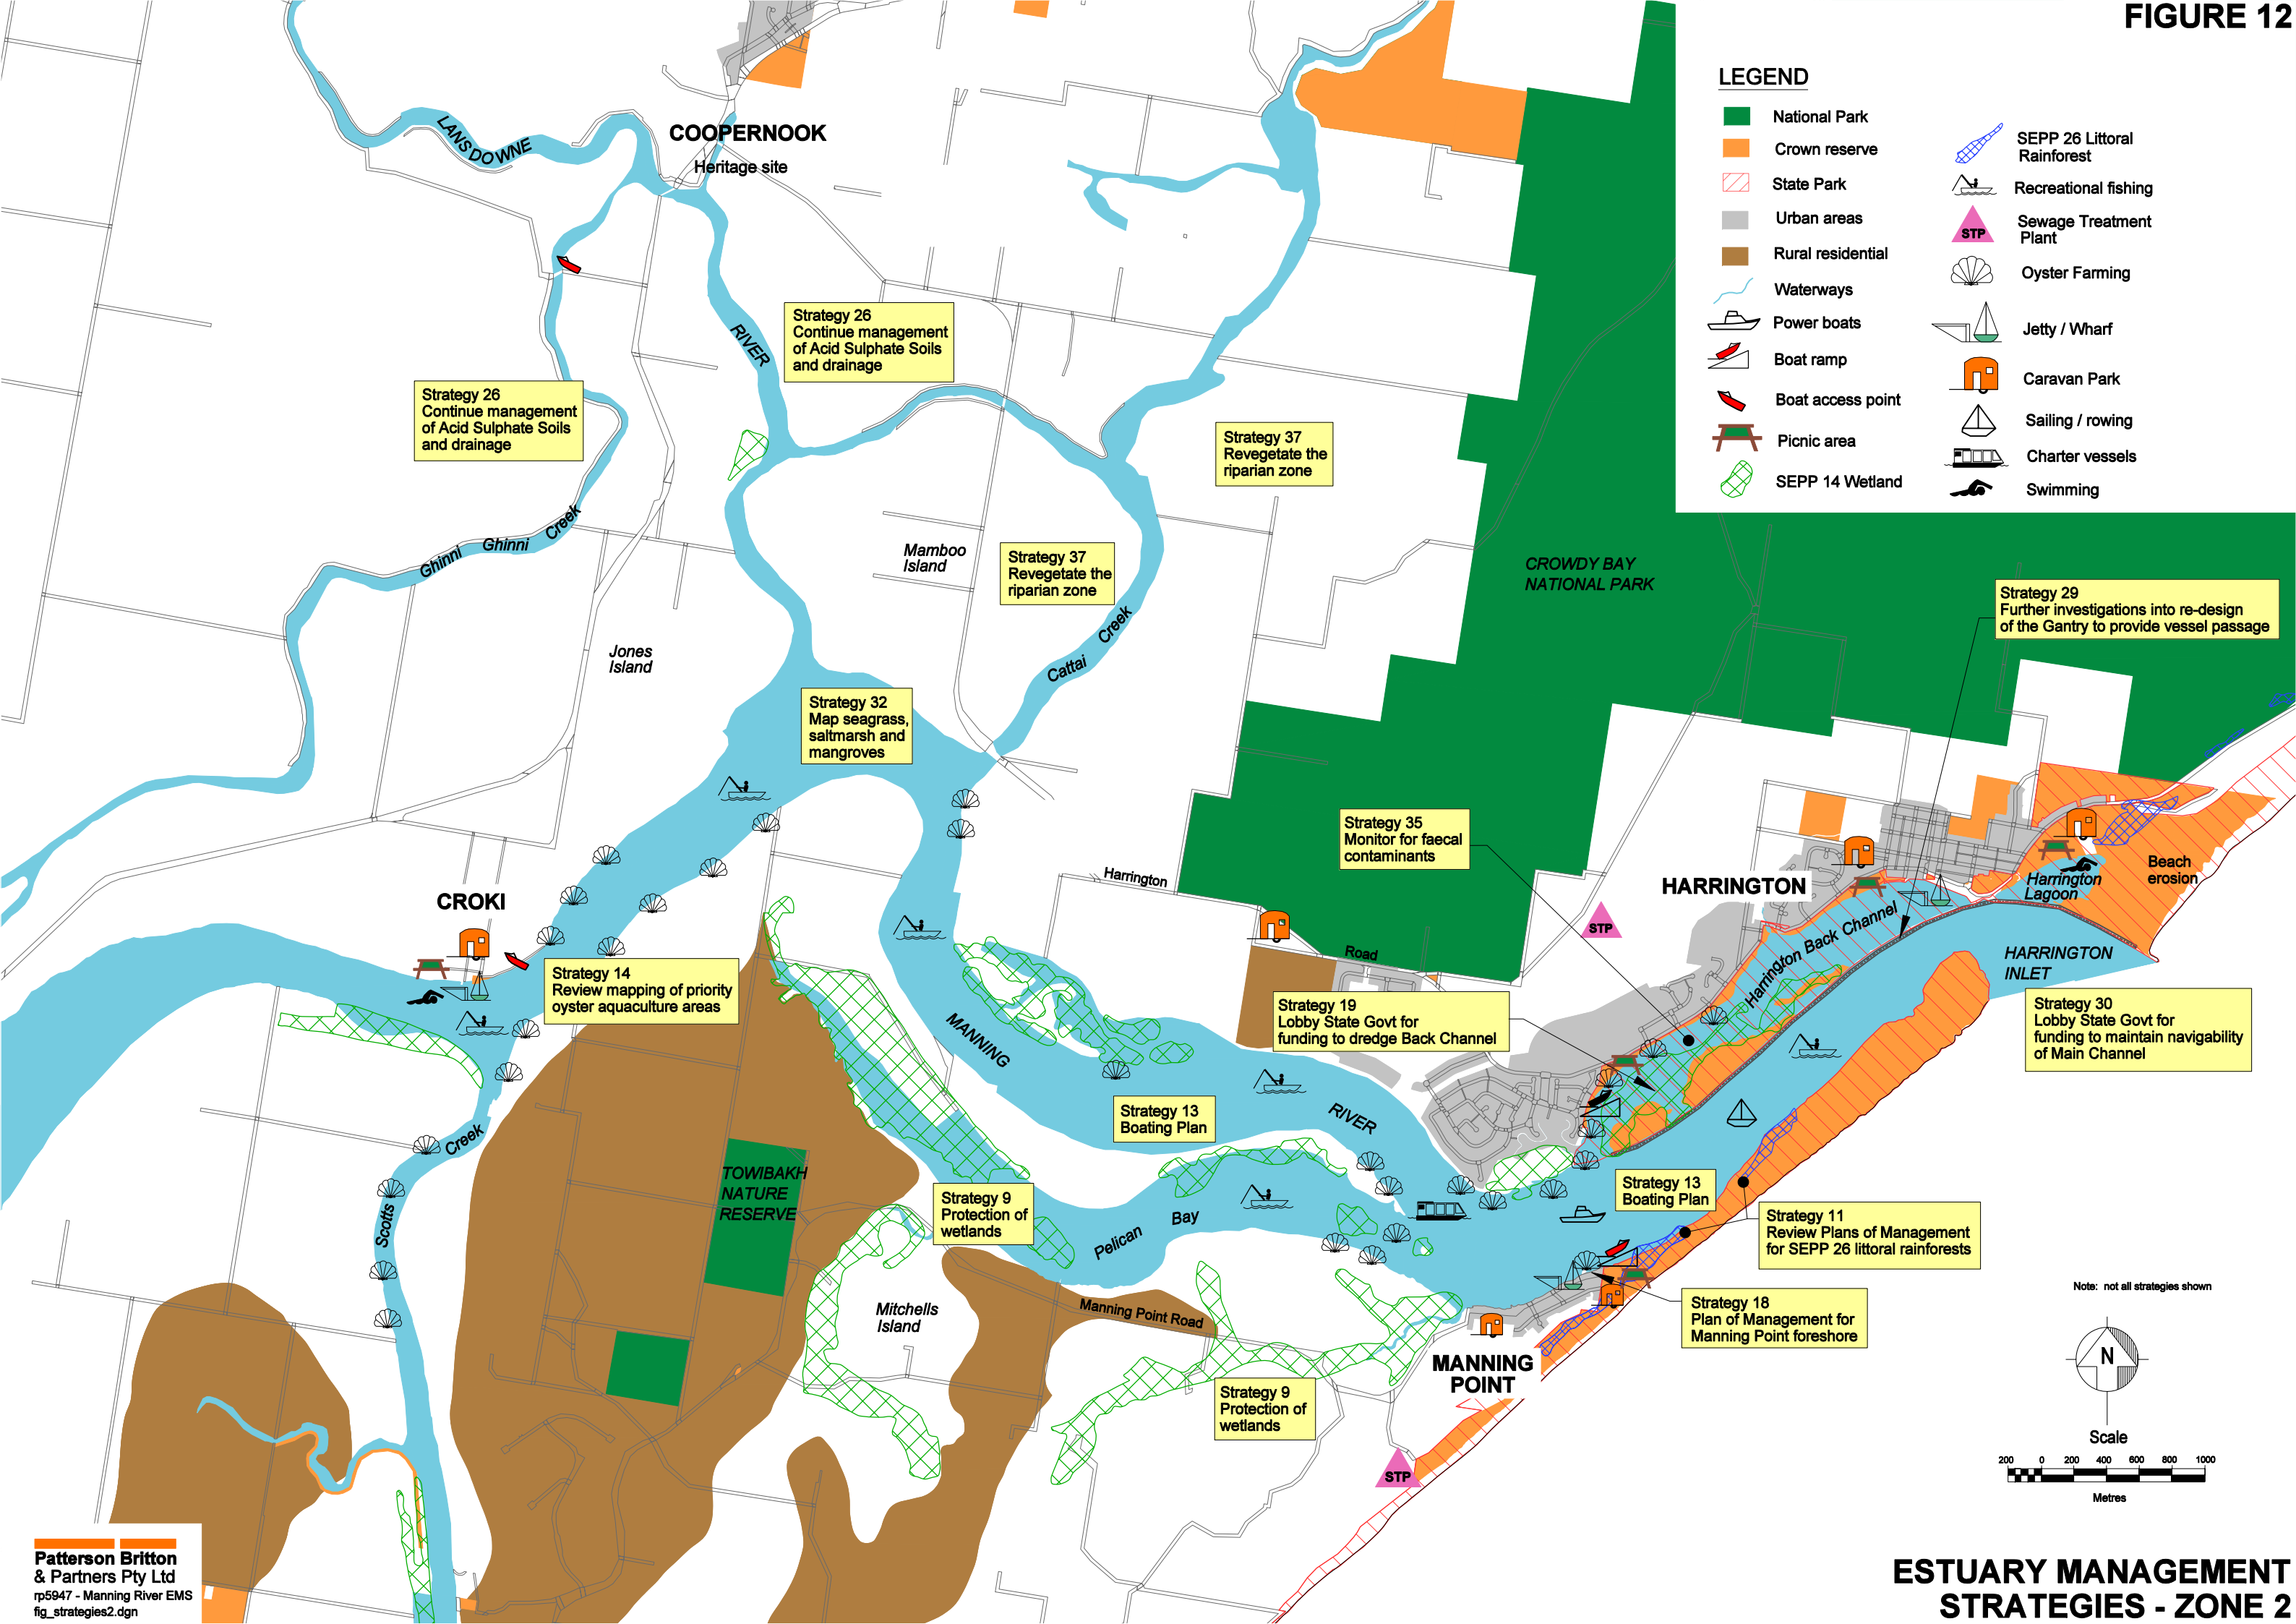 FIGURE 12
LEGEND
National Park
Crown reserve
State Park
Urban areas
Rural residential
Waterways
Power boats
Boat ramp
Boat access point
Picnic area
SEPP 14 Wetland
SEPP 26 Littoral
Rainforest
Recreational fishing
STP
Sewage Treatment
Plant
Oyster Farming
Jetty / Wharf
Caravan Park
Sailing / rowing
Charter vessels
Swimming
LANSDOWNE
COOPERNOOK
Heritage site
RIVER
Strategy 26
Continue management
of Acid Sulphate Soils
and drainage
Strategy 26
Continue management
of Acid Sulphate Soils
and drainage
Strategy 37
Revegetate the
riparian zone
Ghinni Ghinni Creek
Mamboo
Island
Strategy 37
Revegetate the
riparian zone
CROWDY BAY
NATIONAL PARK
Strategy 29
Further investigations into re-design
of the Gantry to provide vessel passage
Jones
Island
Cattai Creek
Strategy 32
Map seagrass,
saltmarsh and
mangroves
Strategy 35
Monitor for faecal
contaminants
Harrington
Road
HARRINGTON
STP
Beach
erosion
Harrington
Lagoon
Harrington Back Channel
HARRINGTON
INLET
CROKI
Strategy 14
Review mapping of priority
oyster aquaculture areas
Strategy 19
Lobby State Govt for
funding to dredge Back Channel
Strategy 30
Lobby State Govt for
funding to maintain navigability
of Main Channel
MANNING
RIVER
Strategy 13
Boating Plan
Scotts Creek
TOWIBAKH
NATURE
RESERVE
Strategy 9
Protection of
wetlands
Pelican Bay
Strategy 13
Boating Plan
Strategy 11
Review Plans of Management
for SEPP 26 littoral rainforests
Mitchells
Island
Manning Point Road
Strategy 18
Plan of Management for
Manning Point foreshore
MANNING
POINT
Strategy 9
Protection of
wetlands
STP
Note: not all strategies shown
N
Scale
200 0 200 400 600 800 1000
Metres
Patterson Britton
& Partners Pty Ltd
rp5947 - Manning River EMS
fig_strategies2.dgn
ESTUARY MANAGEMENT
STRATEGIES - ZONE 2